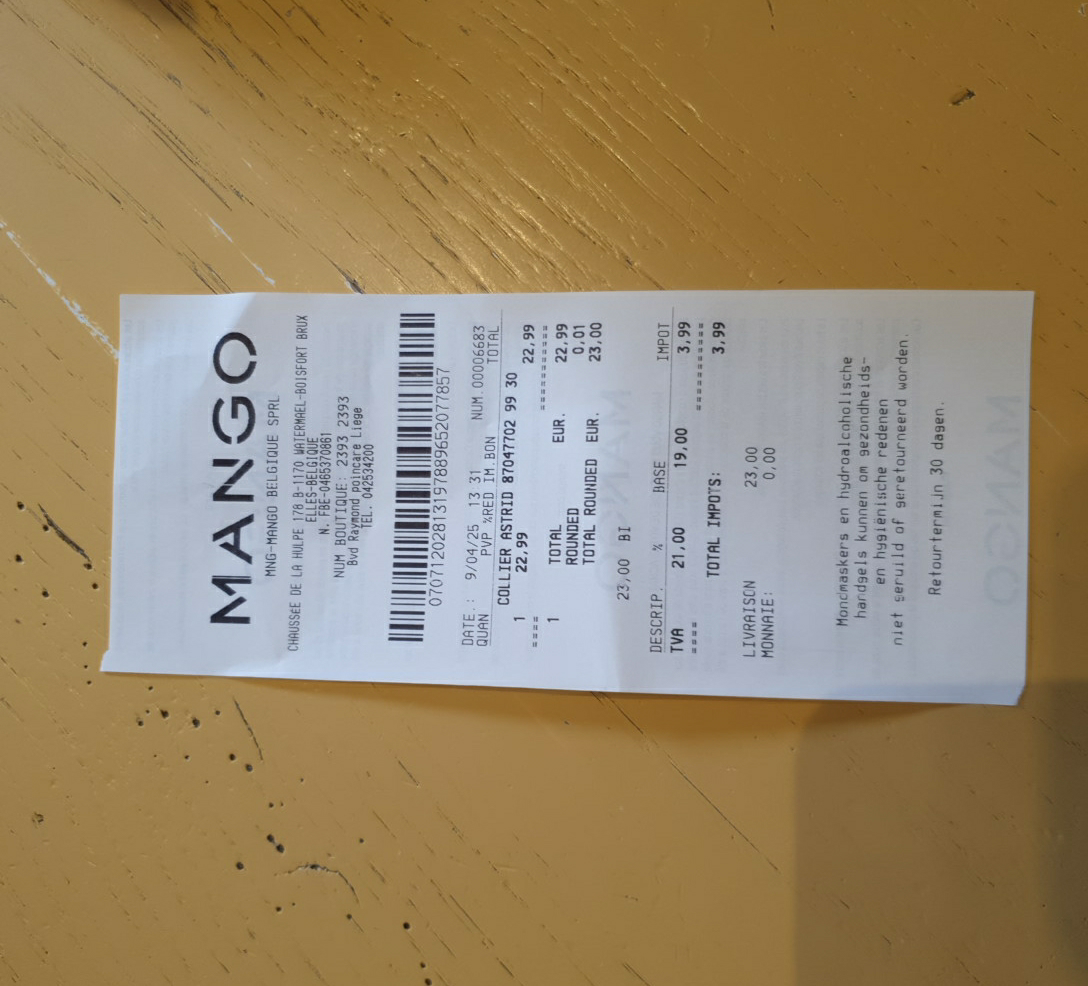 MANGO
MNG-MANGO BELGIQUE SPRL
CHAUSSEE DE LA HULPE 178 B-1170 WATERMAEL-BOISFORT BRUX
ELLES-BELGIQUE
N. FBE-0465370861
NUM BOUTIQUE: 2393 2393
Bvd Raymond poincare Liege
TEL. 042534200
07071202813197889652077857
DATE.: 9/04/25 13 31 NUM.00006683
QUAN PVP %RED IM.BON TOTAL
COLLIER ASTRID 87047702 99 30
1 22,99 22,99
==== ==========
1 TOTAL EUR. 22,99
ROUNDED 0,01
TOTAL ROUNDED EUR. 23,00
23,00 BI
DESCRIP. % BASE IMPOT
TVA 21,00 19,00 3,99
==== ==========
TOTAL IMPOTS: 3,99
LIVRAISON 23,00
MONNAIE: 0,00
Mondmaskers en hydroalcoholische
handgels kunnen om gezondheids-
en hygiënische redenen
niet geruild of geretourneerd worden.
Retourtermijn 30 dagen.